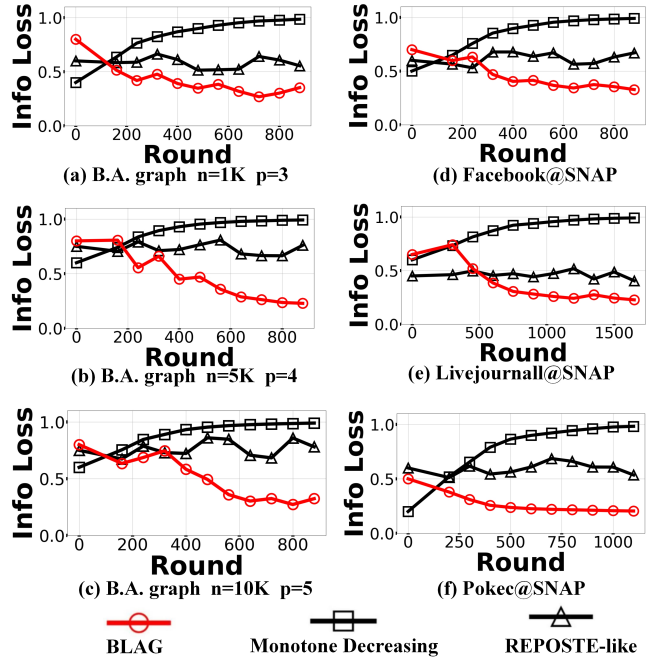 Info Loss
1.0
0.5
0.0
0 200 400 600 800
Round
(a) B.A. graph n=1K p=3
Info Loss
1.0
0.5
0.0
0 200 400 600 800
Round
(d) Facebook@SNAP
Info Loss
1.0
0.5
0.0
0 200 400 600 800
Round
(b) B.A. graph n=5K p=4
Info Loss
1.0
0.5
0.0
0 500 1000 1500
Round
(e) Livejournall@SNAP
Info Loss
1.0
0.5
0.0
0 200 400 600 800
Round
(c) B.A. graph n=10K p=5
Info Loss
1.0
0.5
0.0
0 250 500 750 1000
Round
(f) Pokec@SNAP
BLAG
Monotone Decreasing
REPOSTE-like